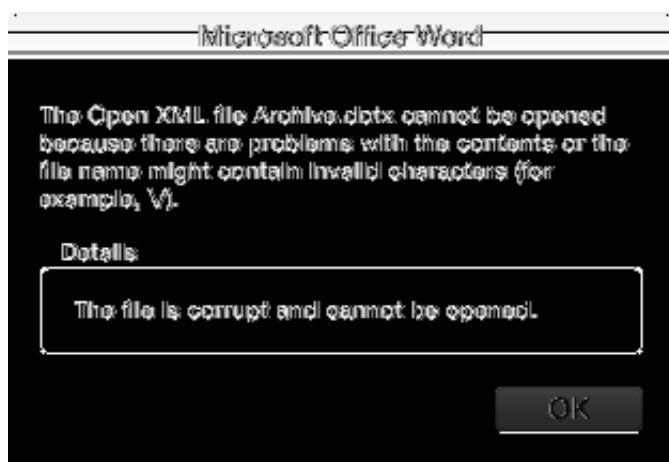 Microsoft Office Word
The Open XML file Archive.dotx cannot be opened
because there are problems with the contents or the
file name might contain invalid characters (for
example, \/).
Details
The file is corrupt and cannot be opened.
OK